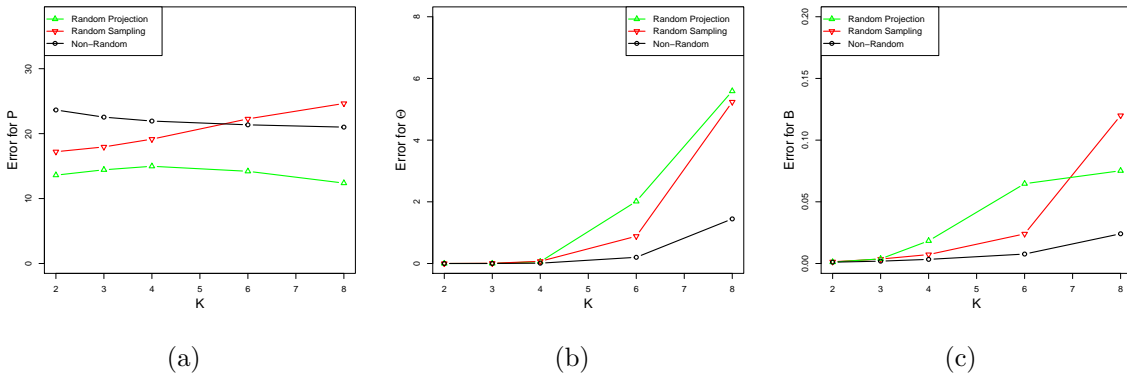 Random Projection
Random Sampling
Non−Random
Error for P
0
10
20
30
2
3
4
5
6
7
8
K
(a)
Random Projection
Random Sampling
Non−Random
Error for Θ
0
2
4
6
8
2
3
4
5
6
7
8
K
(b)
Random Projection
Random Sampling
Non−Random
Error for B
0.00
0.05
0.10
0.15
0.20
2
3
4
5
6
7
8
K
(c)